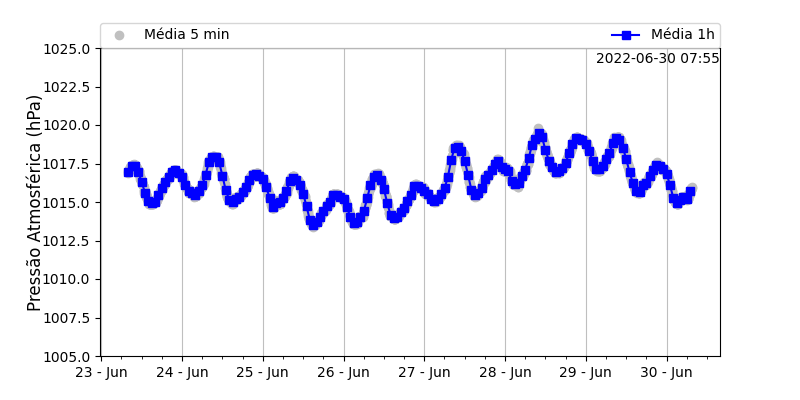 Média 5 min
Média 1h
2022-06-30 07:55
Pressão Atmosférica (hPa)
1025.0
1022.5
1020.0
1017.5
1015.0
1012.5
1010.0
1007.5
1005.0
23 - Jun 24 - Jun 25 - Jun 26 - Jun 27 - Jun 28 - Jun 29 - Jun 30 - Jun